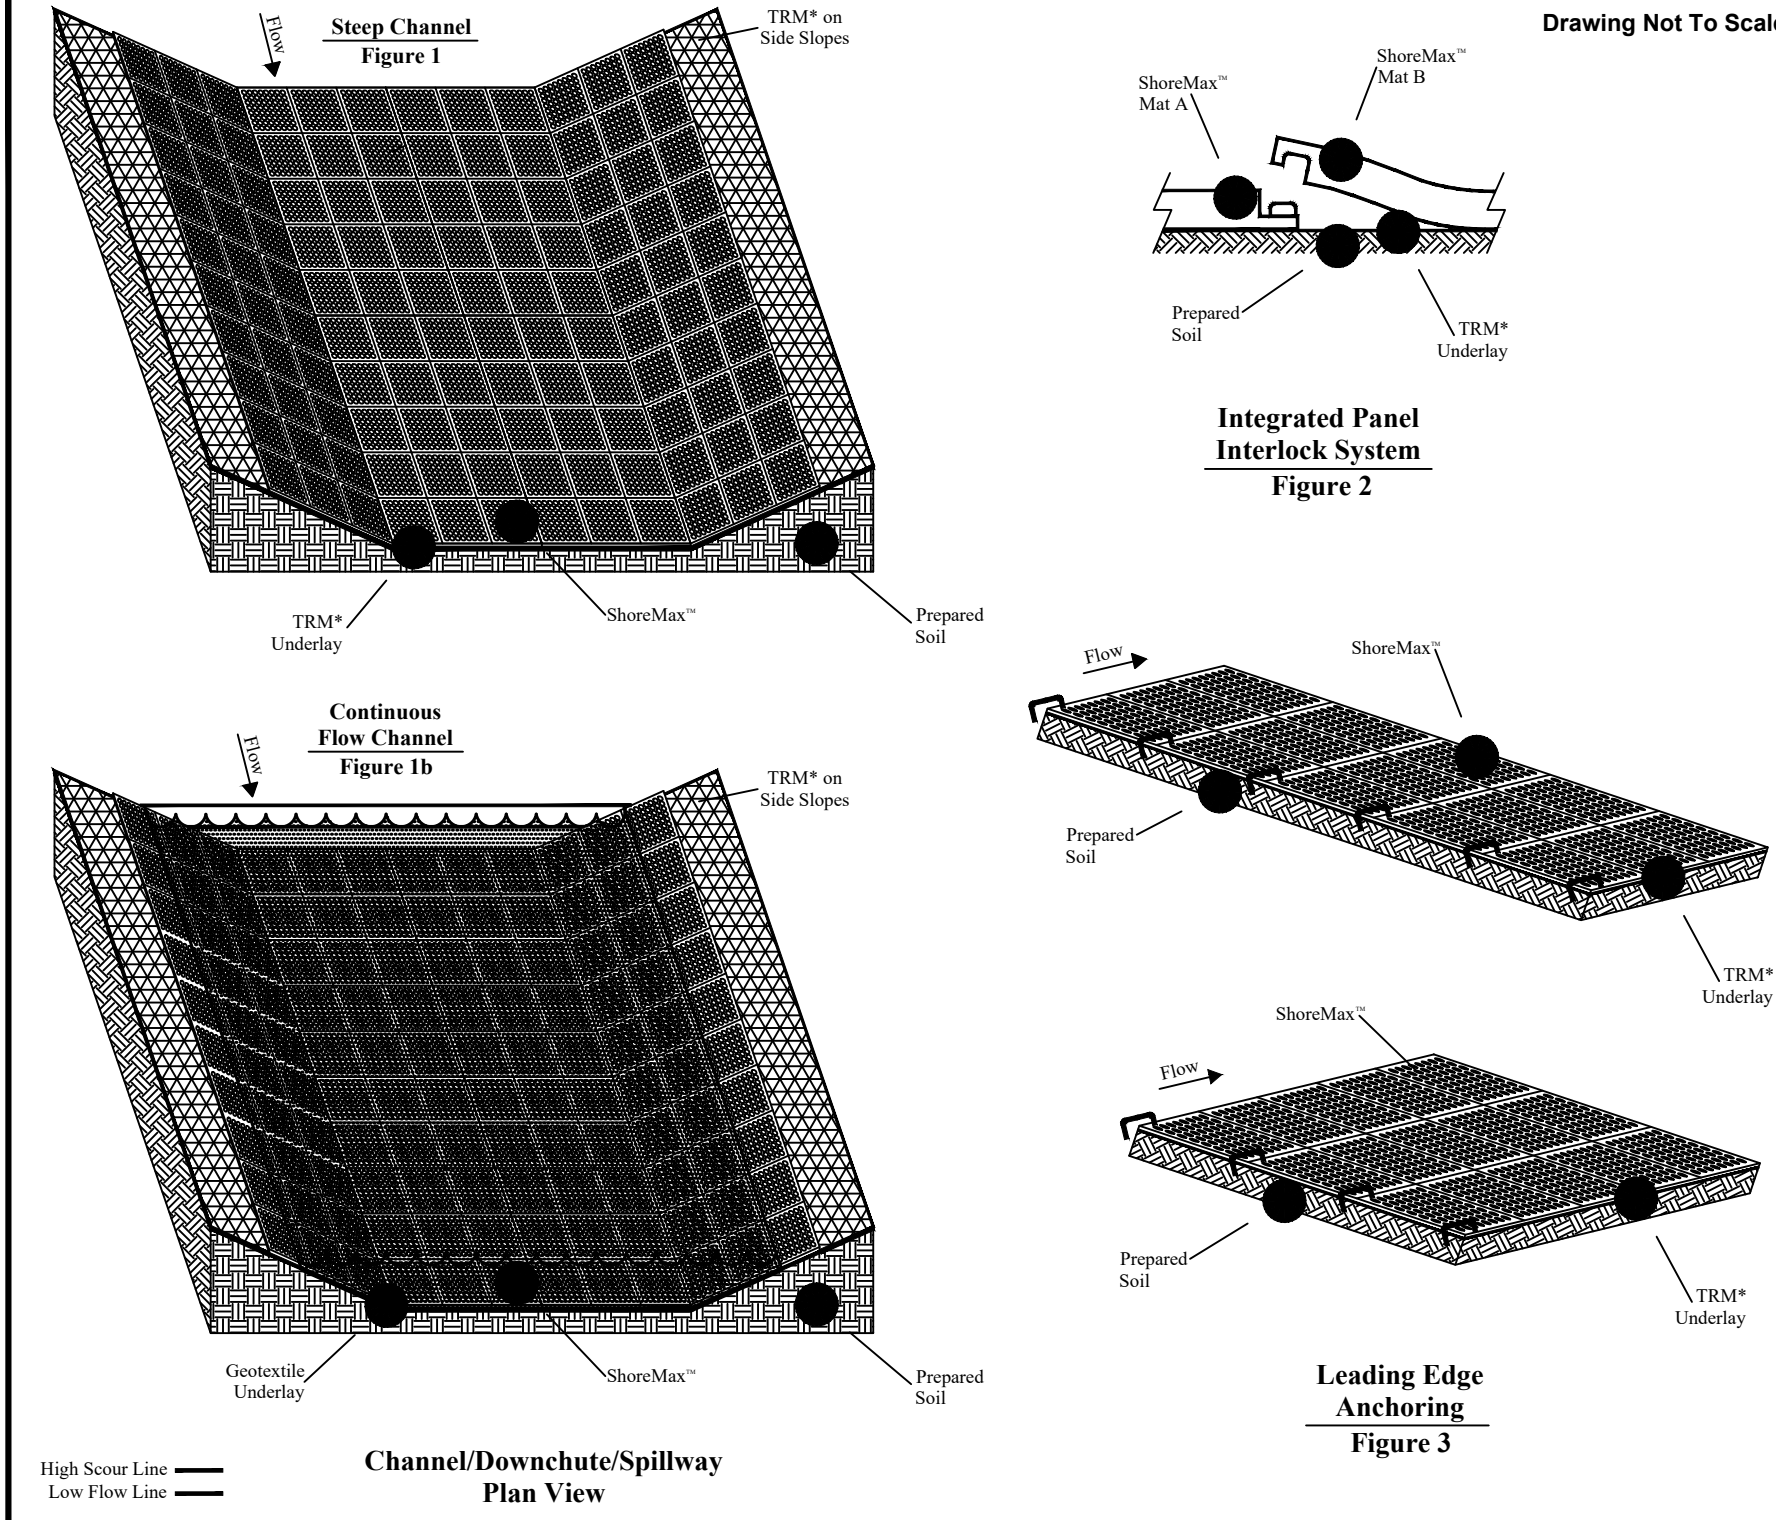 Drawing Not To Scale
Flow
Steep Channel
Figure 1
TRM* on
Side Slopes
TRM*
Underlay
ShoreMax™
Prepared
Soil
Continuous
Flow Channel
Figure 1b
Flow
TRM* on
Side Slopes
Geotextile
Underlay
ShoreMax™
Prepared
Soil
High Scour Line
Low Flow Line
Channel/Downchute/Spillway
Plan View
ShoreMax™
Mat A
ShoreMax™
Mat B
Prepared
Soil
TRM*
Underlay
Integrated Panel
Interlock System
Figure 2
Flow
ShoreMax™
Prepared
Soil
TRM*
Underlay
ShoreMax™
Flow
Prepared
Soil
TRM*
Underlay
Leading Edge
Anchoring
Figure 3